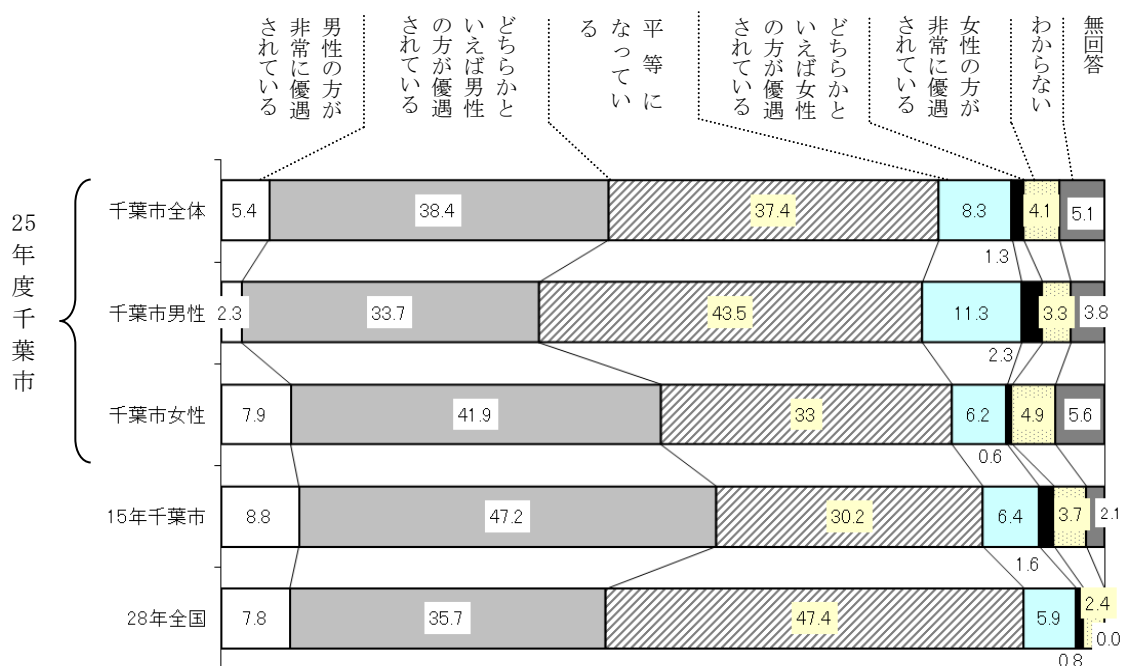 男性の方が
非常に優遇
されている
どちらかと
いえば男性
の方が優遇
されている
平等に
なってい
る
どちらかと
いえば女性
の方が優遇
されている
女性の方が
非常に優遇
されている
わからない
無回答
25年度千葉市
千葉市全体
5.4
38.4
37.4
8.3
1.3
4.1
5.1
千葉市男性
2.3
33.7
43.5
11.3
2.3
3.3
3.8
千葉市女性
7.9
41.9
33
6.2
0.6
4.9
5.6
15年千葉市
8.8
47.2
30.2
6.4
1.6
3.7
2.1
28年全国
7.8
35.7
47.4
5.9
0.8
2.4
0.0